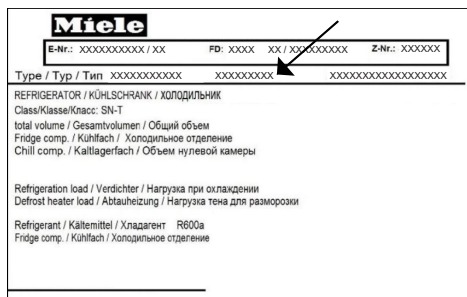 Miele
E-Nr.: XXXXXXXXXX / XX FD: XXXX XX / XXXXXXXXX Z-Nr.: XXXXXX
Type / Typ / Тип XXXXXXXXXXX XXXXXXXXX XXXXXXXXXXXXXXXXXX
REFRIGERATOR / KÜHLSCHRANK / ХОЛОДИЛЬНИК
Class/Klasse/Класс: SN-T
total volume / Gesamtvolumen / Общий объем
Fridge comp. / Kühlfach / Холодильное отделение
Chill comp. / Kaltlagerfach / Объем нулевой камеры
Refrigeration load / Verdichter / Нагрузка при охлаждении
Defrost heater load / Abtauheizung / Нагрузка тена для разморозки
Refrigerant / Kältemittel / Хладагент R600a
Fridge comp. / Kühlfach / Холодильное отделение